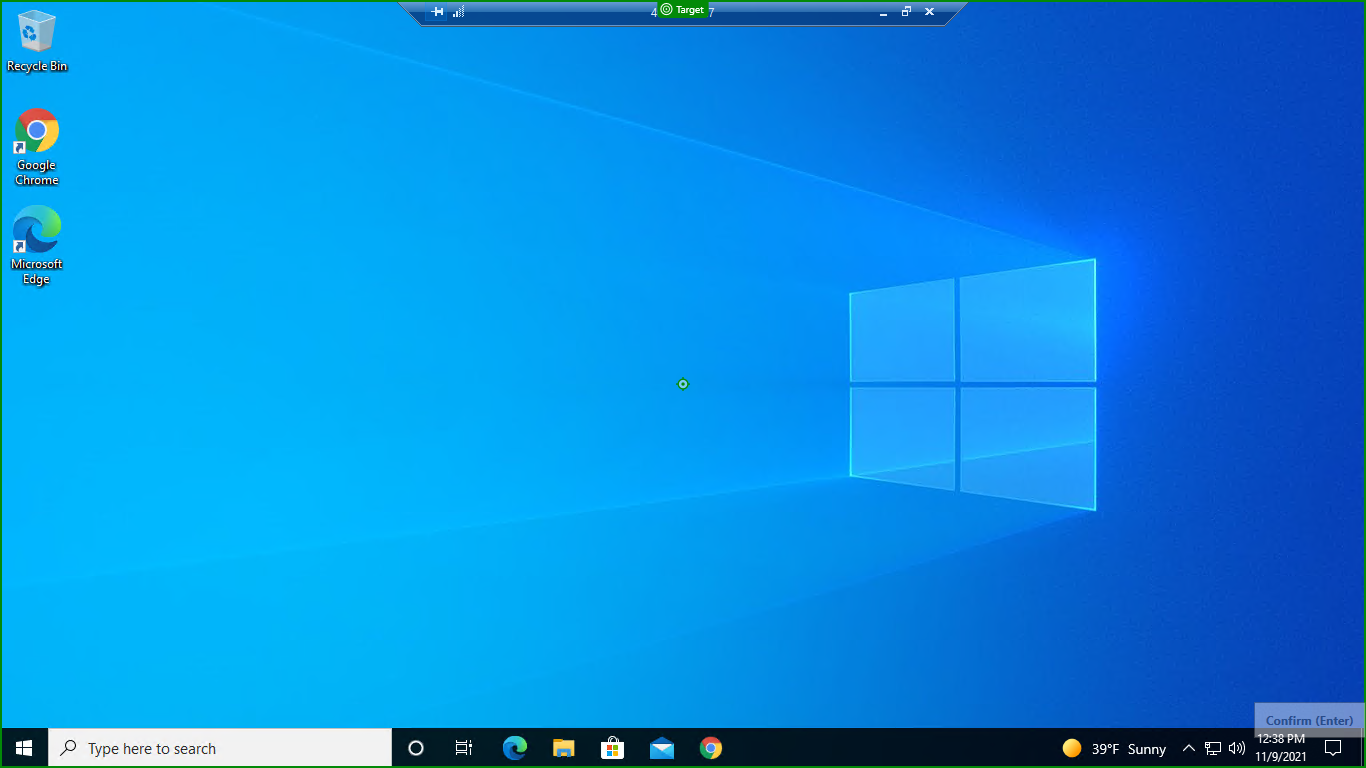 4
Target
7
Recycle Bin
Google
Chrome
Microsoft
Edge
Confirm (Enter)
Type here to search
39°F Sunny
12:38 PM
11/9/2021